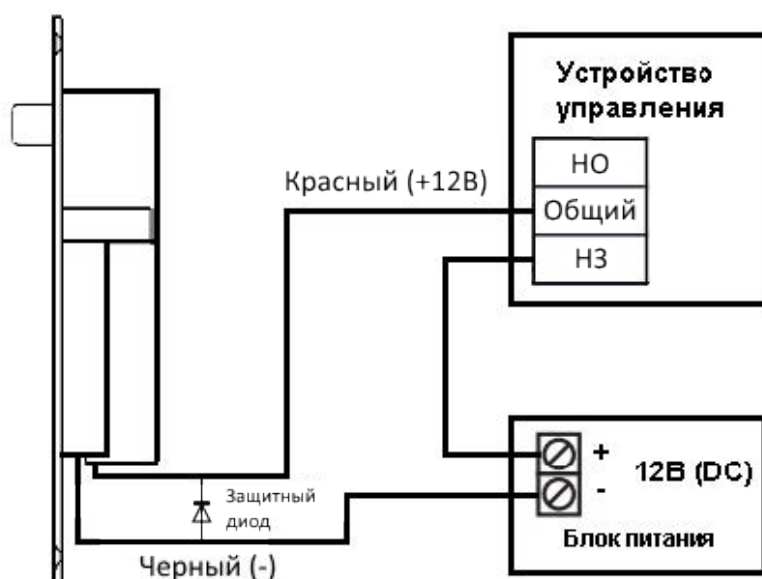 Устройство
управления
НО
Красный (+12В)
Общий
НЗ
+
12В (DC)
-
Защитный
диод
Блок питания
Черный (-)